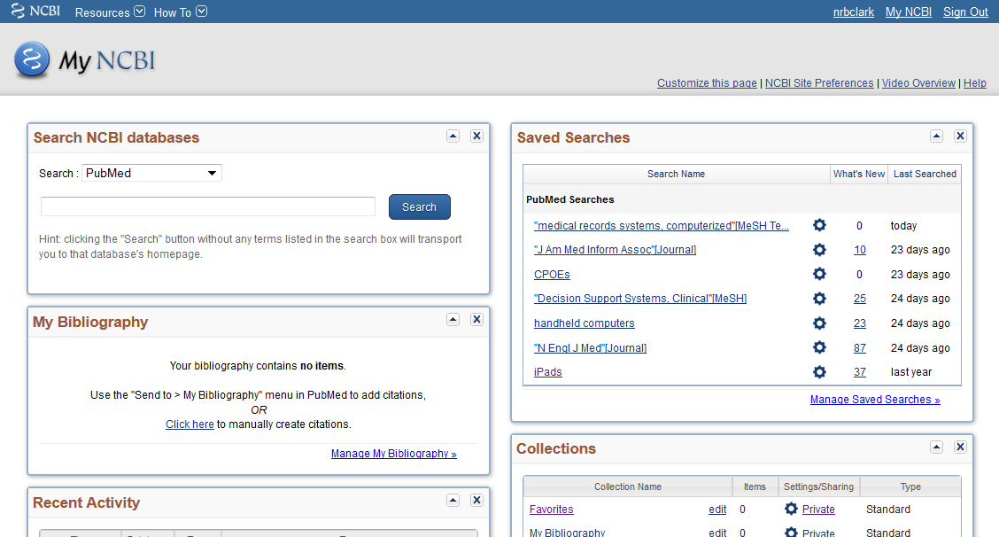 NCBI Resources How To nrbclark My NCBI Sign Out
My NCBI
Customize this page | NCBI Site Preferences | Video Overview | Help
Search NCBI databases
Search : PubMed
Search
Hint: clicking the "Search" button without any terms listed in the search box will transport
you to that database's homepage.
My Bibliography
Your bibliography contains no items.
Use the "Send to > My Bibliography" menu in PubMed to add citations,
OR
Click here to manually create citations.
Manage My Bibliography »
Recent Activity
Saved Searches
Search Name What's New Last Searched
PubMed Searches
"medical records systems, computerized"[MeSH Te... 0 today
"J Am Med Inform Assoc"[Journal] 10 23 days ago
CPOEs 0 23 days ago
"Decision Support Systems, Clinical"[MeSH] 25 24 days ago
handheld computers 23 24 days ago
"N Engl J Med"[Journal] 87 24 days ago
iPads 37 last year
Manage Saved Searches »
Collections
Collection Name Items Settings/Sharing Type
Favorites edit 0 Private Standard
My Bibliography edit 0 Private Standard